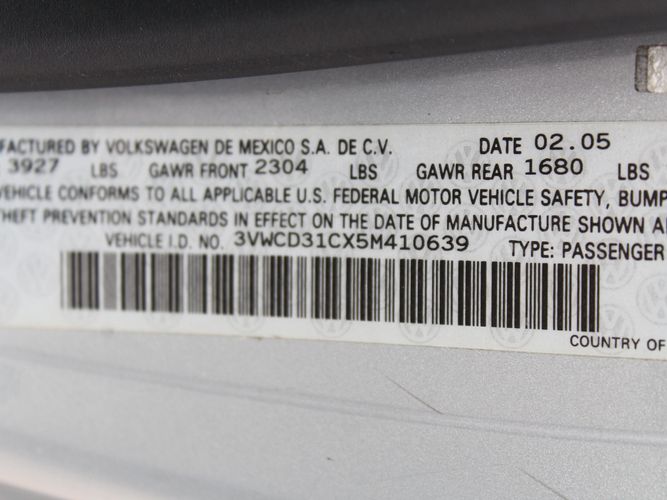 FACTURED BY VOLKSWAGEN DE MEXICO S.A. DE C.V. DATE 02.05
3927 LBS GAWR FRONT 2304 LBS GAWR REAR 1680 LBS
VEHICLE CONFORMS TO ALL APPLICABLE U.S. FEDERAL MOTOR VEHICLE SAFETY, BUMP
THEFT PREVENTION STANDARDS IN EFFECT ON THE DATE OF MANUFACTURE SHOWN A
VEHICLE I.D. NO. 3VWCD31CX5M410639 TYPE: PASSENGER
COUNTRY OF